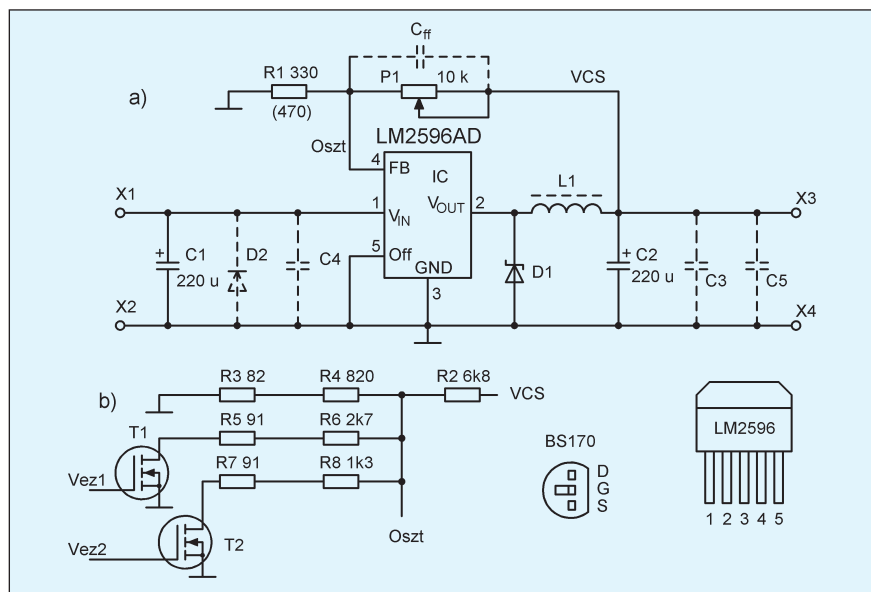 a)
C_ff
R1 330
(470)
P1
10 k
VCS
Oszt
LM2596AD
4
FB
IC
X1
1
V_IN
V_OUT
2
L1
X3
5
Off
+
C1
220 u
D2
C4
GND
3
D1
+
C2
220 u
C3
C5
X2
X4
b)
R3 82
R4 820
R2 6k8
VCS
T1
R5 91
R6 2k7
Vez1
R7 91
R8 1k3
Vez2
T2
Oszt
BS170
D
G
S
LM2596
1 2 3 4 5